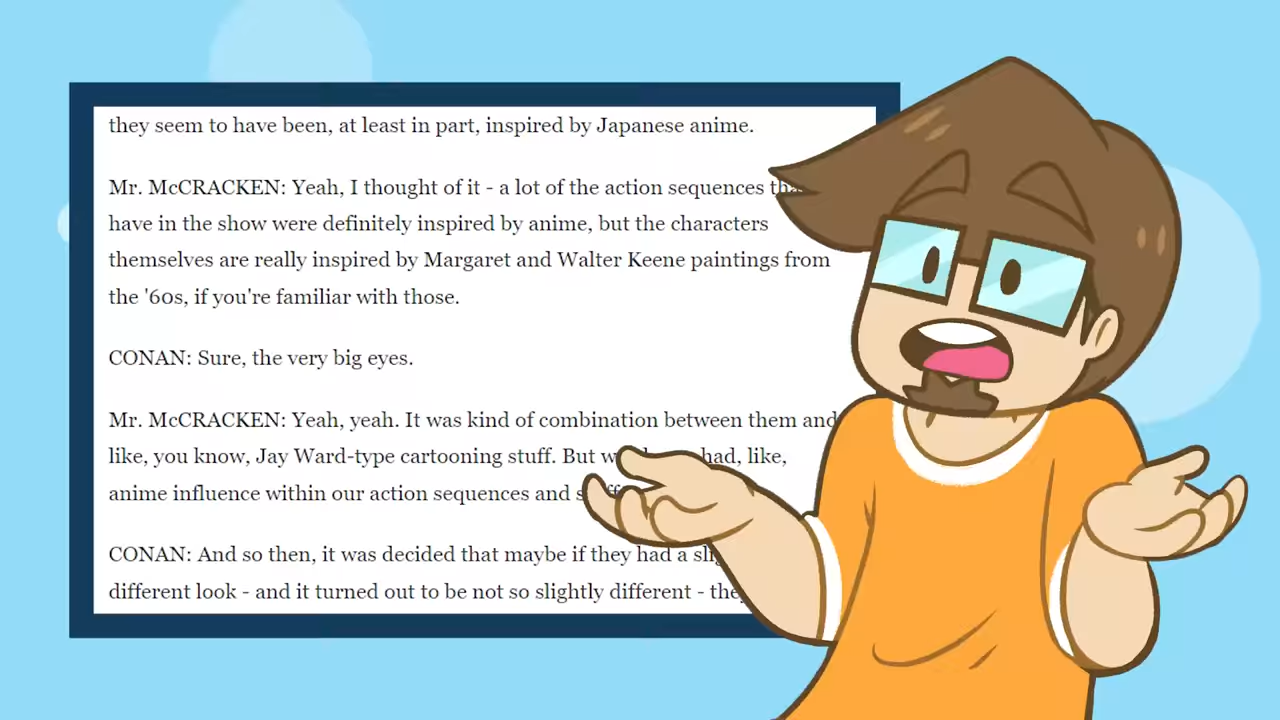 they seem to have been, at least in part, inspired by Japanese anime.
Mr. McCRACKEN: Yeah, I thought of it - a lot of the action sequences
have in the show were definitely inspired by anime, but the characters
themselves are really inspired by Margaret and Walter Keene paintings from
the '60s, if you're familiar with those.
CONAN: Sure, the very big eyes.
Mr. McCRACKEN: Yeah, yeah. It was kind of combination between them and
like, you know, Jay Ward-type cartooning stuff. But had, like,
anime influence within our action sequences and
CONAN: And so then, it was decided that maybe if they had a
different look - and it turned out to be not so slightly different -